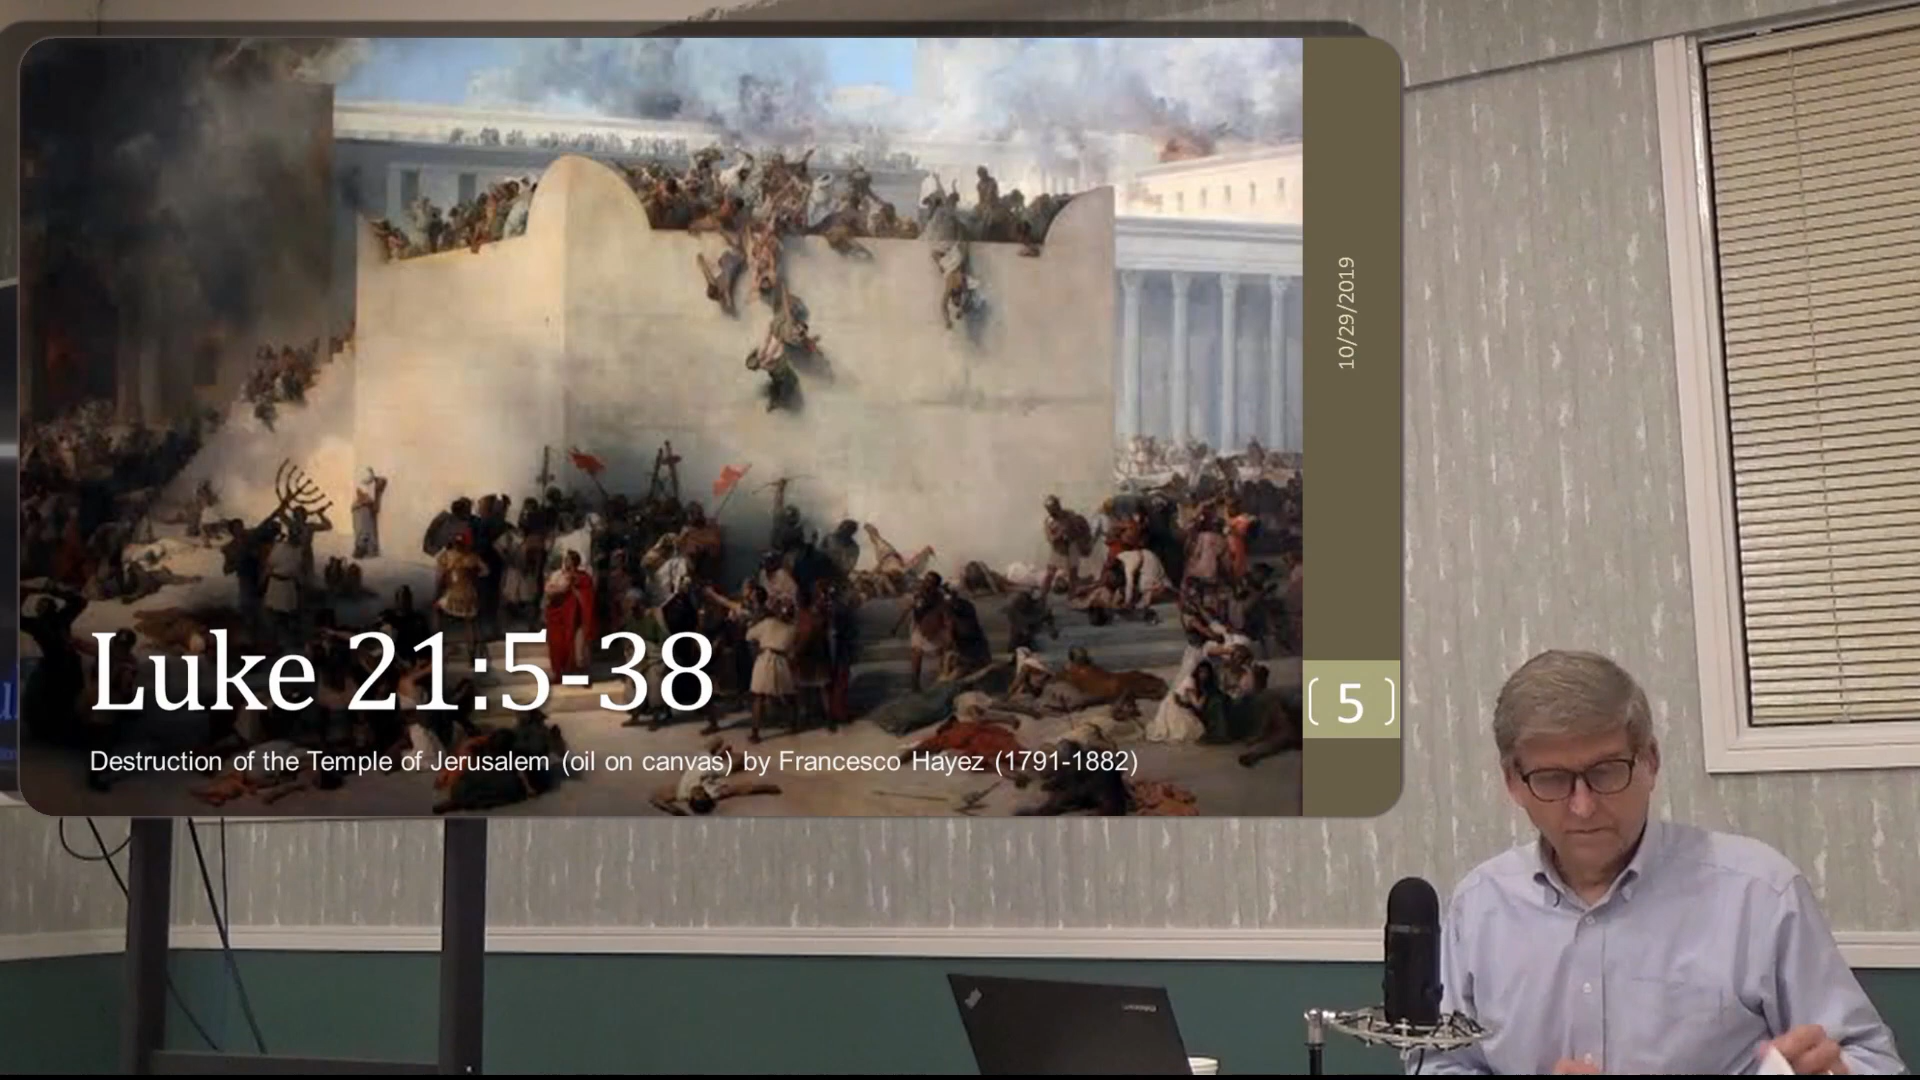 10/29/2019
Luke 21:5-38
5
Destruction of the Temple of Jerusalem (oil on canvas) by Francesco Hayez (1791-1882)